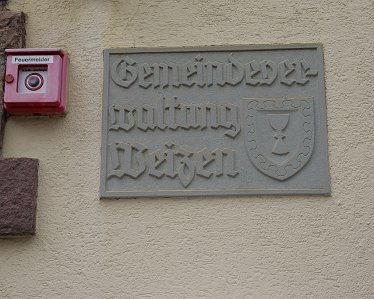 Feuermelder
Gemeindever-
waltung
Weizen